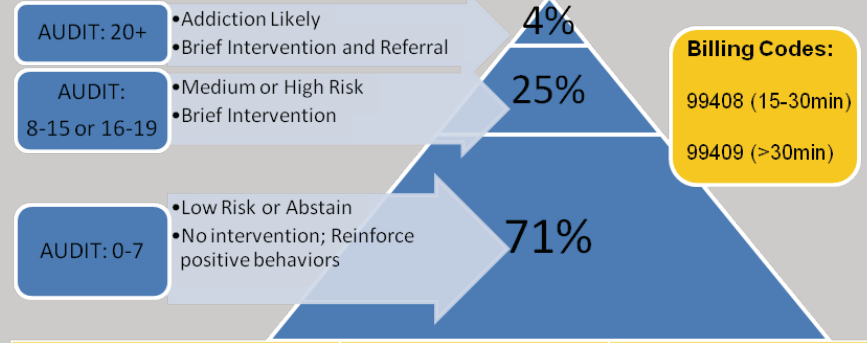 AUDIT: 20+
•Addiction Likely
•Brief Intervention and Referral
4%
AUDIT:
8-15 or 16-19
•Medium or High Risk
•Brief Intervention
25%
Billing Codes:
99408 (15-30min)
99409 (>30min)
AUDIT: 0-7
•Low Risk or Abstain
•No intervention; Reinforce
positive behaviors
71%